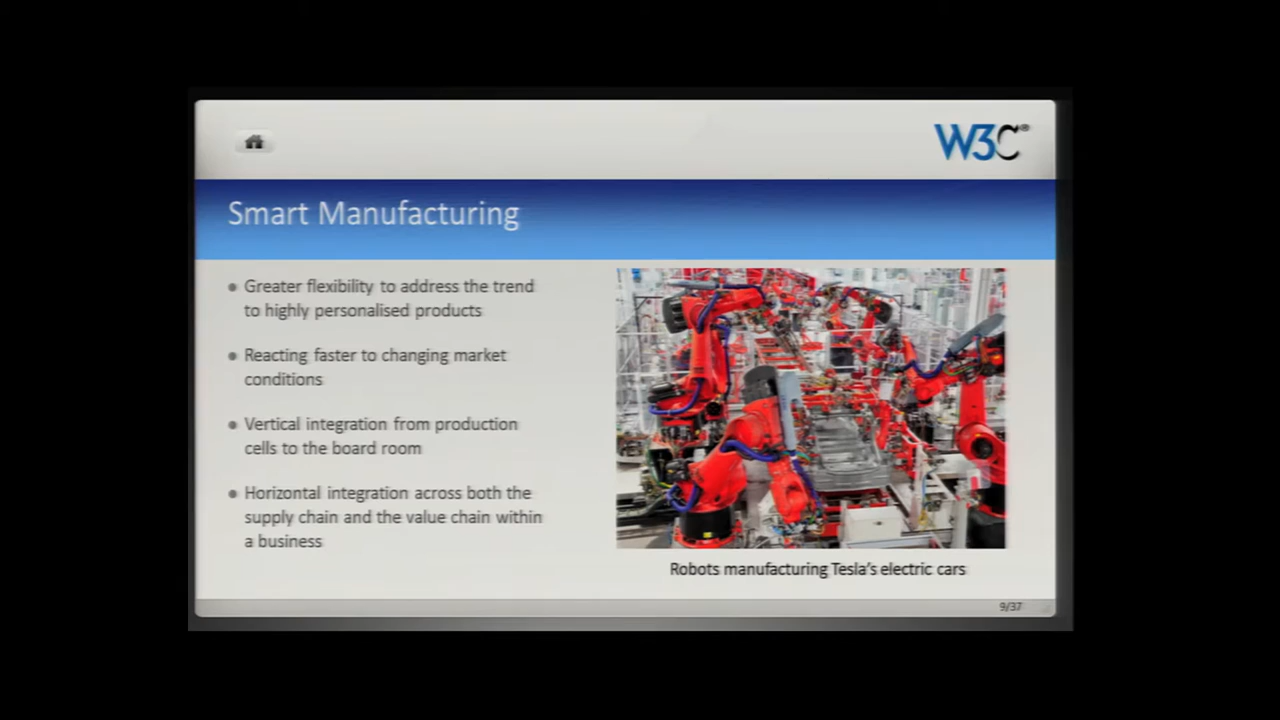 W3C®
Smart Manufacturing
Greater flexibility to address the trend
to highly personalised products
Reacting faster to changing market
conditions
Vertical integration from production
cells to the board room
Horizontal integration across both the
supply chain and the value chain within
a business
Robots manufacturing Tesla's electric cars
9/37